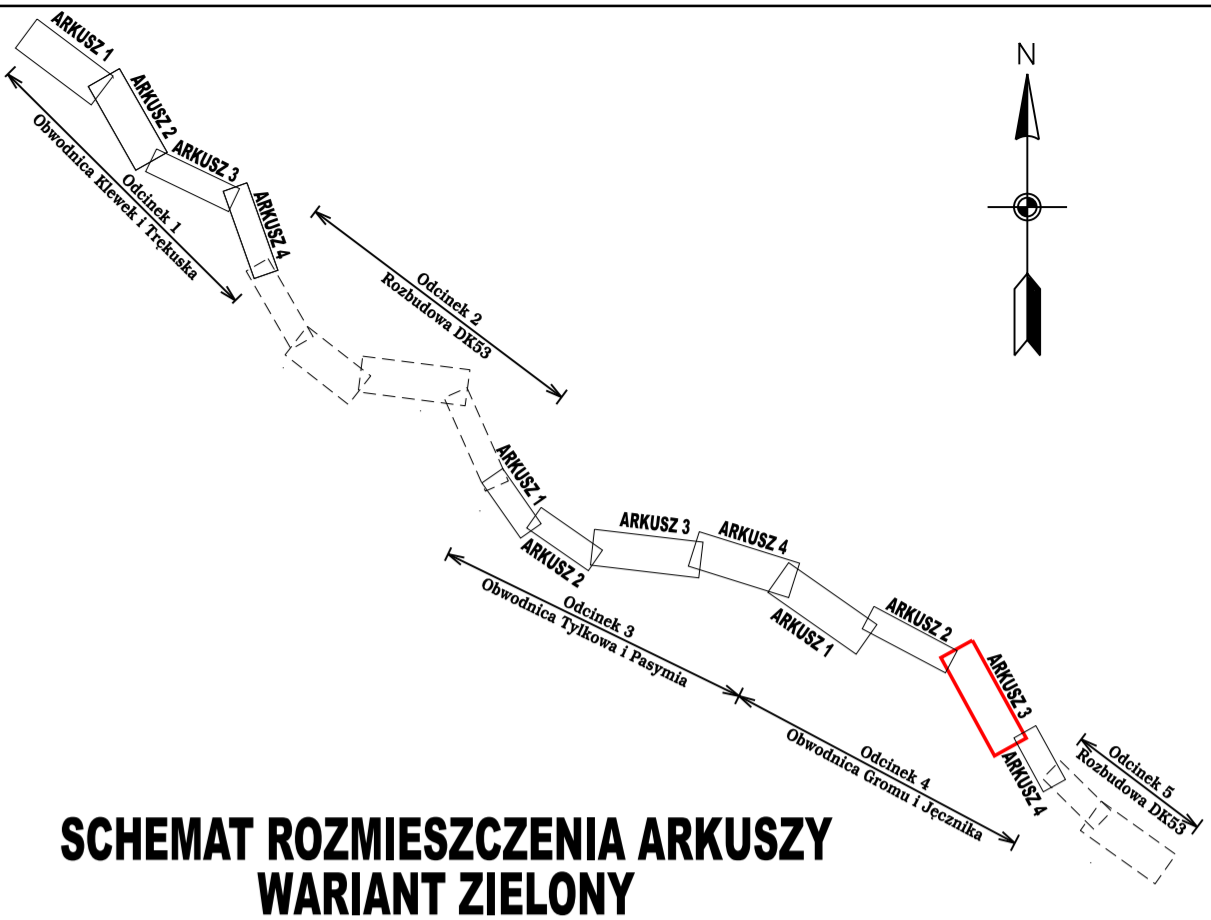 ARKUSZ 1
ARKUSZ 2
ARKUSZ 3
ARKUSZ 4
Odcinek 1
Obwodnica Klewek i Trękuska
N
Odcinek 2
Rozbudowa DK53
ARKUSZ 1
ARKUSZ 2
ARKUSZ 3
ARKUSZ 4
Odcinek 3
Obwodnica Tylkowa i Pasymia
ARKUSZ 1
ARKUSZ 2
ARKUSZ 3
ARKUSZ 4
Odcinek 4
Obwodnica Gromu i Jęcznika
Odcinek 5
Rozbudowa DK53
SCHEMAT ROZMIESZCZENIA ARKUSZY
WARIANT ZIELONY